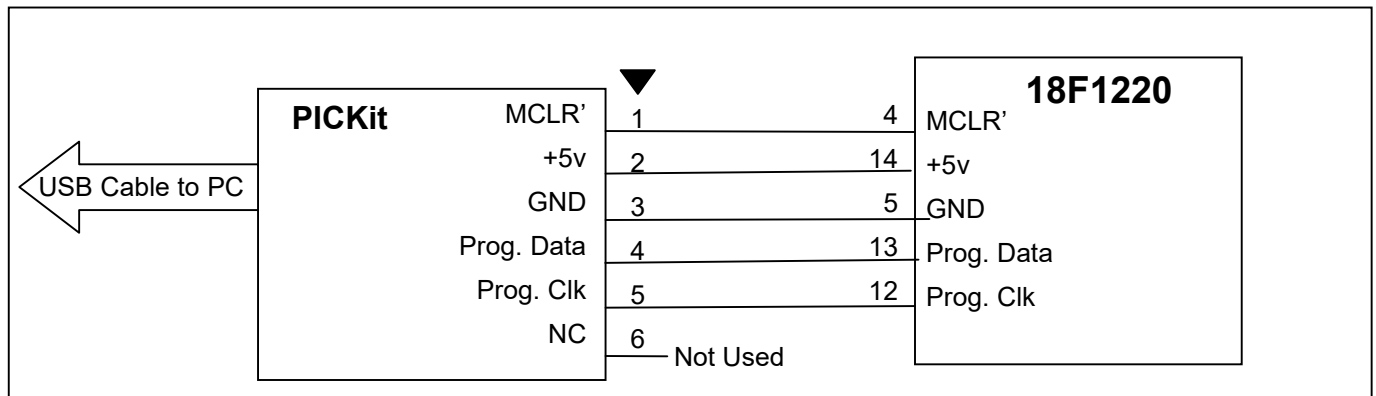 PICKit
18F1220
USB Cable to PC
MCLR' 1 4 MCLR'
+5v 2 14 +5v
GND 3 5 GND
Prog. Data 4 13 Prog. Data
Prog. Clk 5 12 Prog. Clk
NC 6 Not Used